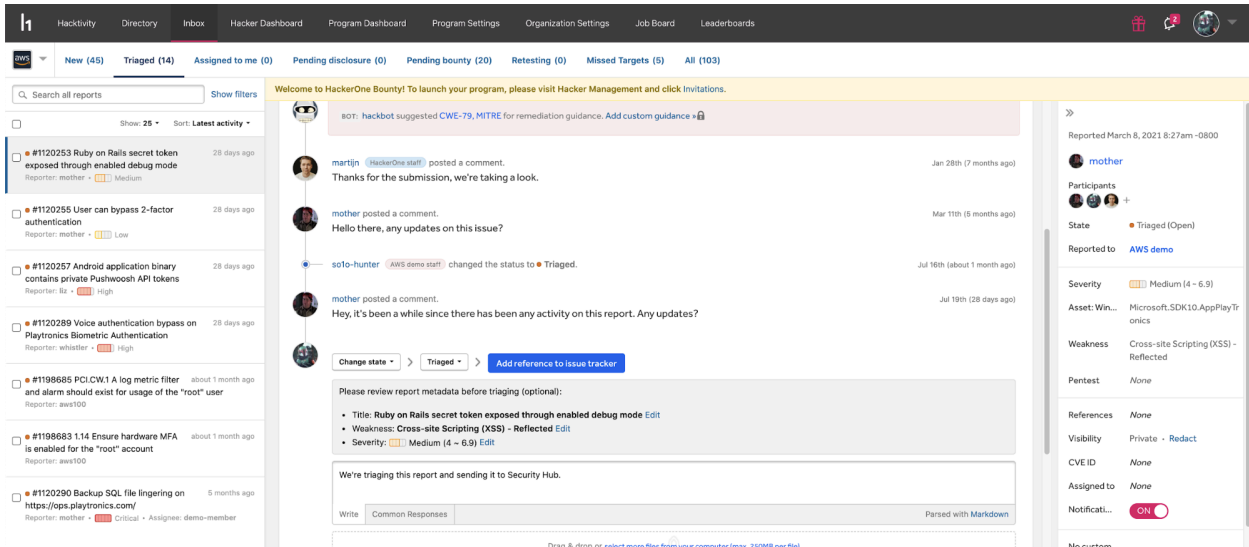 Hacktivity Directory Inbox Hacker Dashboard Program Dashboard Program Settings Organization Settings Job Board Leaderboards 2
aws New (45) Triaged (14) Assigned to me (0) Pending disclosure (0) Pending bounty (20) Retesting (0) Missed Targets (5) All (103)
Search all reports Show filters
Show: 25 Sort: Latest activity
#1120253 Ruby on Rails secret token 28 days ago
exposed through enabled debug mode
Reporter: mother • Medium
#1120255 User can bypass 2-factor 28 days ago
authentication
Reporter: mother • Low
#1120257 Android application binary 28 days ago
contains private Pushwoosh API tokens
Reporter: liz • High
#1120289 Voice authentication bypass on 28 days ago
Playtronics Biometric Authentication
Reporter: whistler • High
#1198685 PCI.CW.1 A log metric filter about 1 month ago
and alarm should exist for usage of the "root" user
Reporter: aws100
#1198683 1.14 Ensure hardware MFA about 1 month ago
is enabled for the "root" account
Reporter: aws100
#1120290 Backup SQL file lingering on 5 months ago
https://ops.playtronics.com/
Reporter: mother • Critical • Assignee: demo-member
Welcome to HackerOne Bounty! To launch your program, please visit Hacker Management and click Invitations.
BOT: hackbot suggested CWE-79, MITRE for remediation guidance. Add custom guidance »
martijn HackerOne staff posted a comment. Jan 28th (7 months ago)
Thanks for the submission, we're taking a look.
mother posted a comment. Mar 11th (5 months ago)
Hello there, any updates on this issue?
so1o-hunter AWS demo staff changed the status to • Triaged. Jul 16th (about 1 month ago)
mother posted a comment. Jul 19th (28 days ago)
Hey, it's been a while since there has been any activity on this report. Any updates?
Change state > Triaged > Add reference to issue tracker
Please review report metadata before triaging (optional):
• Title: Ruby on Rails secret token exposed through enabled debug mode Edit
• Weakness: Cross-site Scripting (XSS) - Reflected Edit
• Severity: Medium (4 ~ 6.9) Edit
We're triaging this report and sending it to Security Hub.
Write Common Responses Parsed with Markdown
Drag & drop or select more files from your computer (max. 250MB per file)
»
Reported March 8, 2021 8:27am -0800
mother
Participants
+
State Triaged (Open)
Reported to AWS demo
Severity Medium (4 ~ 6.9)
Asset: Win... Microsoft.SDK10.AppPlayTr
onics
Weakness Cross-site Scripting (XSS) -
Reflected
Pentest None
References None
Visibility Private • Redact
CVE ID None
Assigned to None
Notificati... ON
No custom